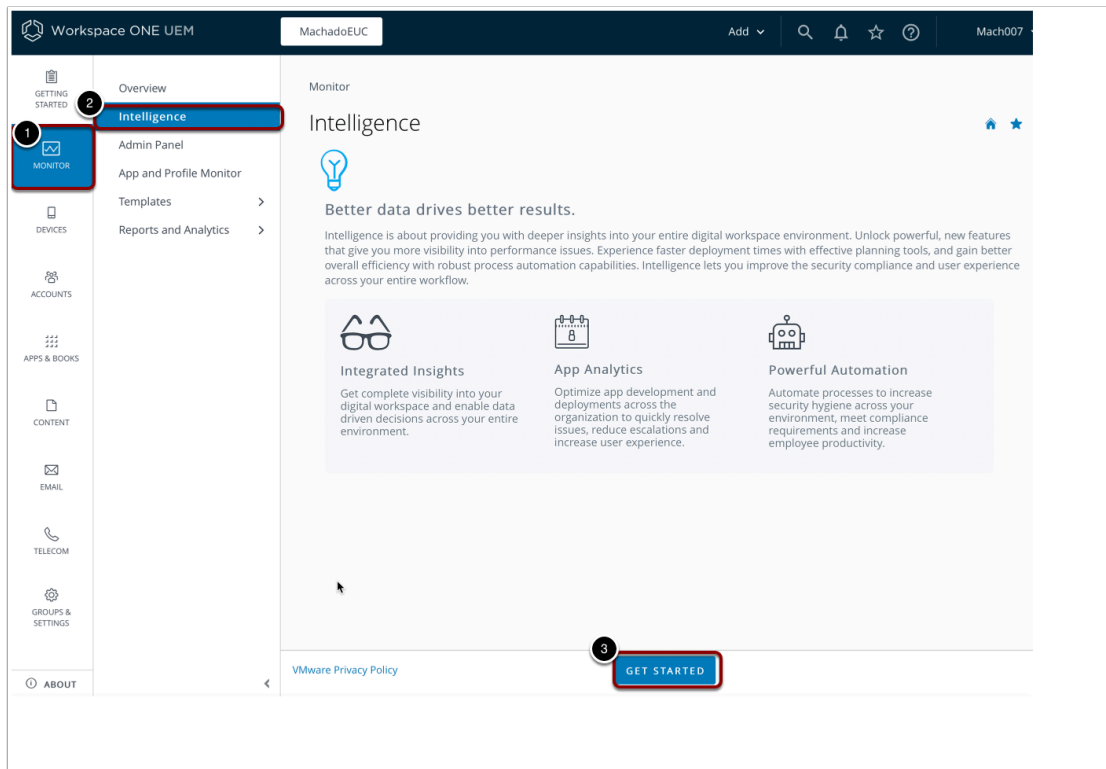 Workspace ONE UEM
MachadoEUC
Add
Mach007
GETTING
STARTED
1
MONITOR
DEVICES
ACCOUNTS
APPS & BOOKS
CONTENT
EMAIL
TELECOM
GROUPS &
SETTINGS
ABOUT
Overview
2
Intelligence
Admin Panel
App and Profile Monitor
Templates
Reports and Analytics
Monitor
Intelligence
Better data drives better results.
Intelligence is about providing you with deeper insights into your entire digital workspace environment. Unlock powerful, new features
that give you more visibility into performance issues. Experience faster deployment times with effective planning tools, and gain better
overall efficiency with robust process automation capabilities. Intelligence lets you improve the security compliance and user experience
across your entire workflow.
Integrated Insights
Get complete visibility into your
digital workspace and enable data
driven decisions across your entire
environment.
8
App Analytics
Optimize app development and
deployments across the
organization to quickly resolve
issues, reduce escalations and
increase user experience.
Powerful Automation
Automate processes to increase
security hygiene across your
environment, meet compliance
requirements and increase
employee productivity.
VMware Privacy Policy
3
GET STARTED